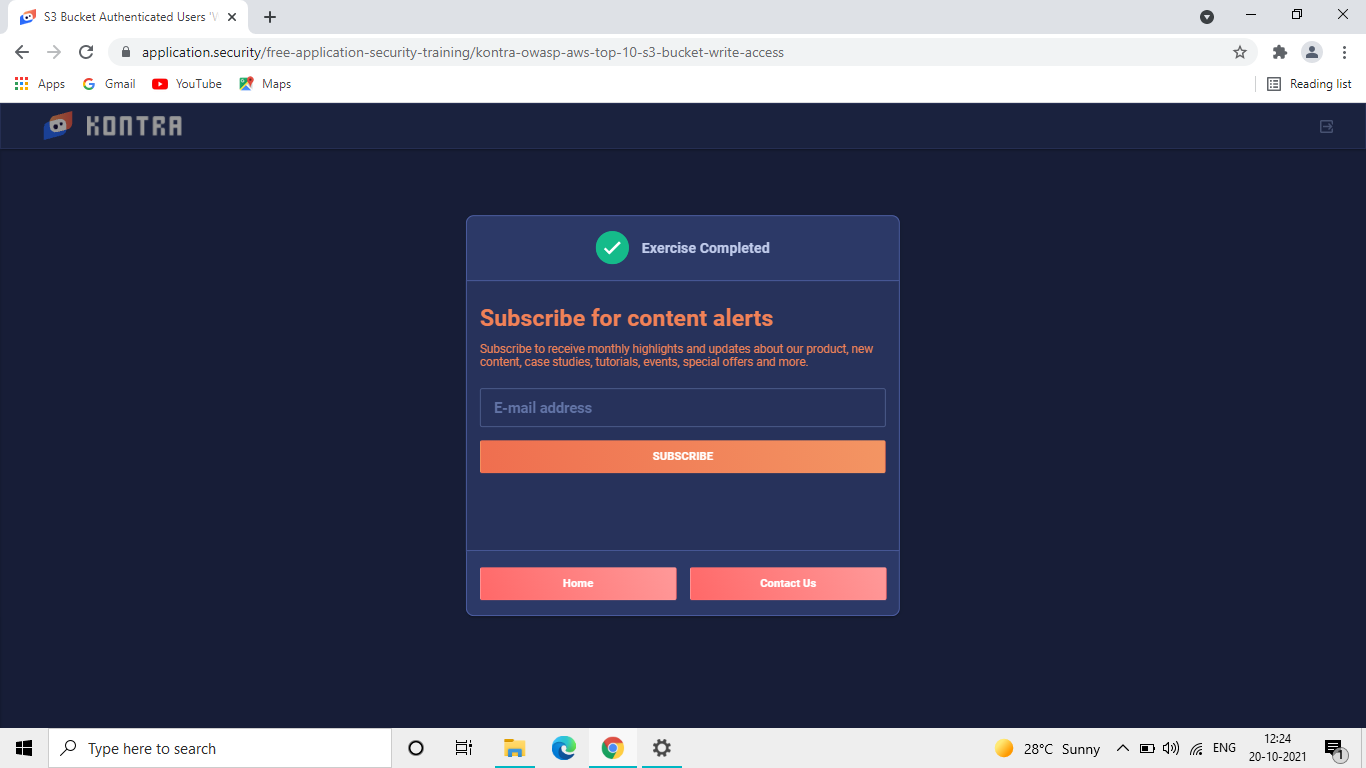 S3 Bucket Authenticated Users 'W
application.security/free-application-security-training/kontra-owasp-aws-top-10-s3-bucket-write-access
Apps Gmail YouTube Maps Reading list
KONTRA
Exercise Completed
Subscribe for content alerts
Subscribe to receive monthly highlights and updates about our product, new
content, case studies, tutorials, events, special offers and more.
E-mail address
SUBSCRIBE
Home Contact Us
Type here to search
28°C Sunny
ENG
12:24
20-10-2021
1